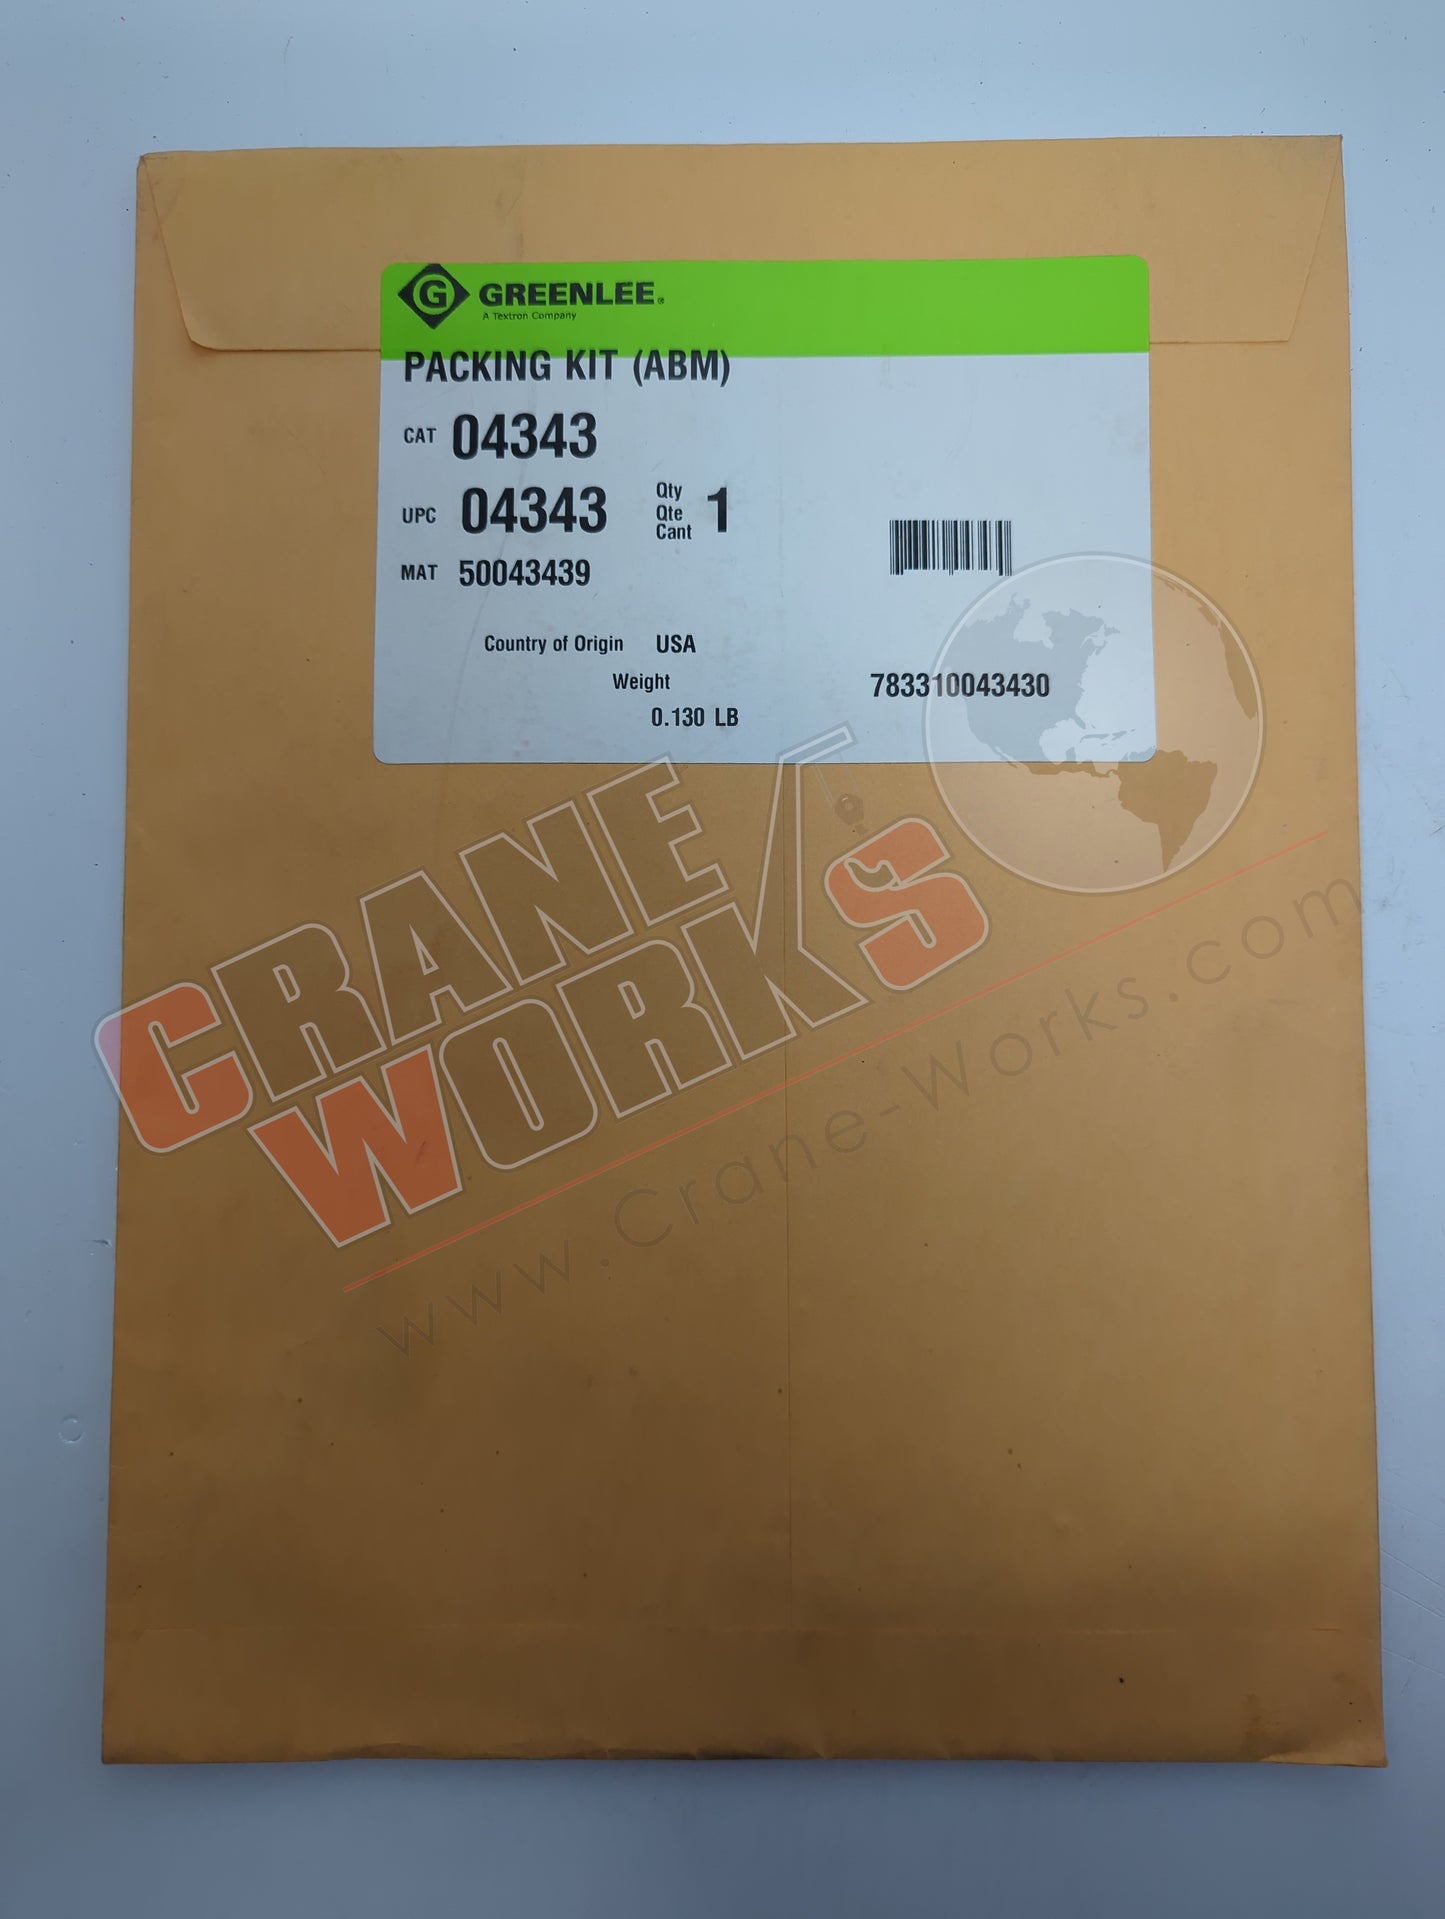 G GREENLEE®
A Textron Company
PACKING KIT (ABM)
CAT 04343
UPC 04343
Qty
Qte
Cant
1
MAT 50043439
Country of Origin USA
Weight
0.130 LB
783310043430
CRANE
WORKS
www.Crane-Works.com